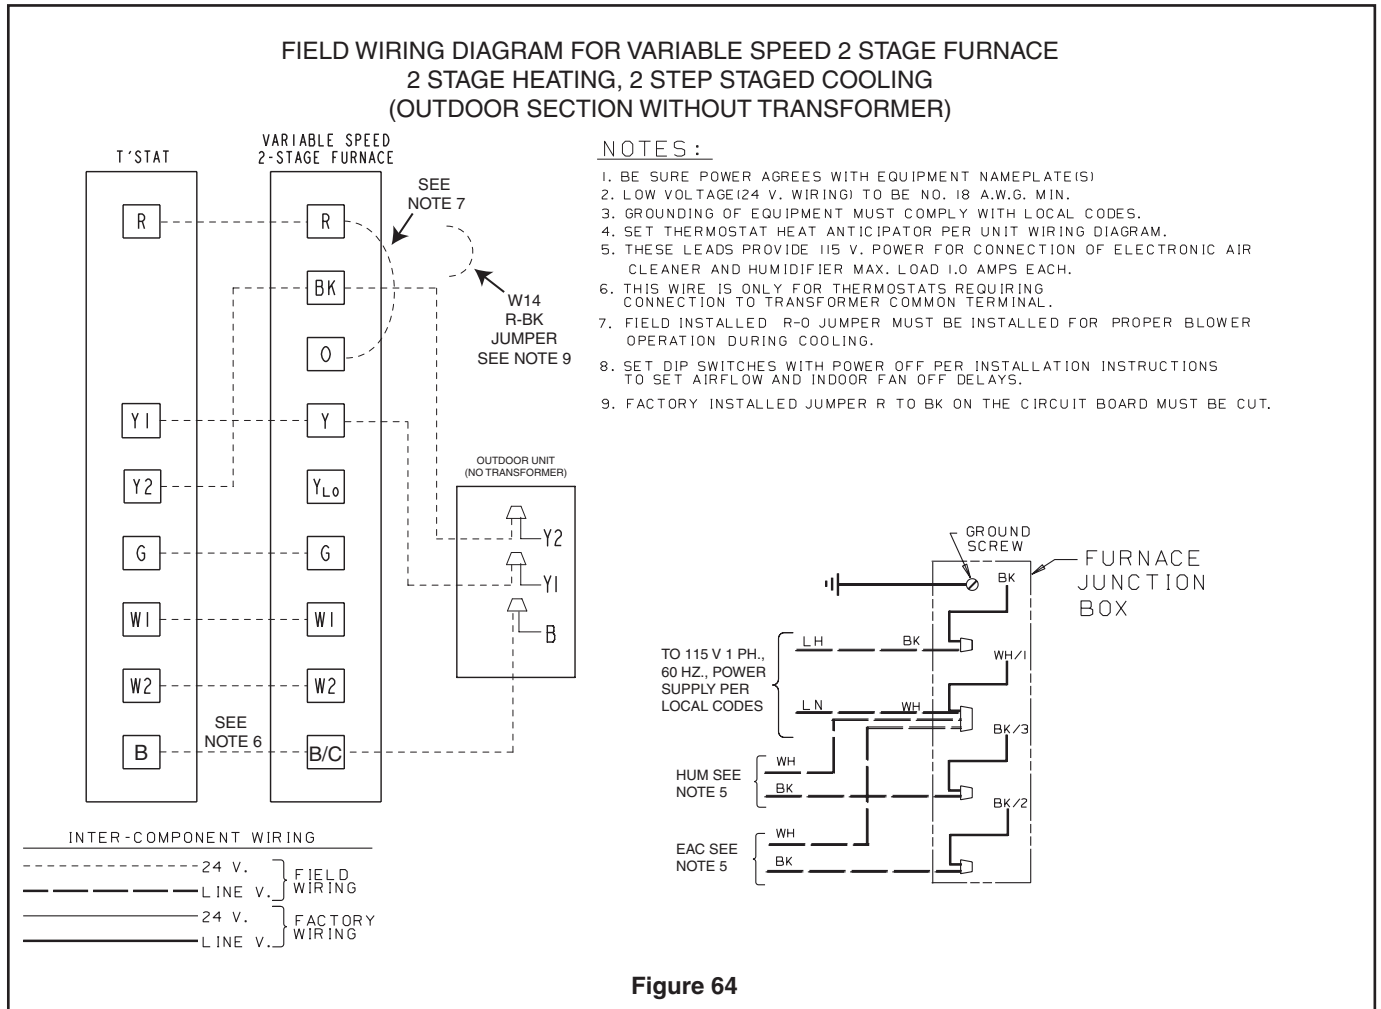 FIELD WIRING DIAGRAM FOR VARIABLE SPEED 2 STAGE FURNACE
2 STAGE HEATING, 2 STEP STAGED COOLING
(OUTDOOR SECTION WITHOUT TRANSFORMER)
T'STAT
R
Y1
Y2
G
W1
W2
B
VARIABLE SPEED
2-STAGE FURNACE
R
BK
O
Y
YLO
G
W1
W2
B/C
SEE
NOTE 6
SEE
NOTE 7
W14
R-BK
JUMPER
SEE NOTE 9
OUTDOOR UNIT
(NO TRANSFORMER)
Y2
Y1
B
NOTES:
1. BE SURE POWER AGREES WITH EQUIPMENT NAMEPLATE(S)
2. LOW VOLTAGE(24 V. WIRING) TO BE NO. 18 A.W.G. MIN.
3. GROUNDING OF EQUIPMENT MUST COMPLY WITH LOCAL CODES.
4. SET THERMOSTAT HEAT ANTICIPATOR PER UNIT WIRING DIAGRAM.
5. THESE LEADS PROVIDE 115 V. POWER FOR CONNECTION OF ELECTRONIC AIR
CLEANER AND HUMIDIFIER MAX. LOAD 1.0 AMPS EACH.
6. THIS WIRE IS ONLY FOR THERMOSTATS REQUIRING
CONNECTION TO TRANSFORMER COMMON TERMINAL.
7. FIELD INSTALLED R-O JUMPER MUST BE INSTALLED FOR PROPER BLOWER
OPERATION DURING COOLING.
8. SET DIP SWITCHES WITH POWER OFF PER INSTALLATION INSTRUCTIONS
TO SET AIRFLOW AND INDOOR FAN OFF DELAYS.
9. FACTORY INSTALLED JUMPER R TO BK ON THE CIRCUIT BOARD MUST BE CUT.
GROUND
SCREW
FURNACE
JUNCTION
BOX
BK
TO 115 V 1 PH.,
60 HZ., POWER
SUPPLY PER
LOCAL CODES
LH
BK
WH/1
LN
WH
BK/3
HUM SEE
NOTE 5
WH
BK
BK/2
EAC SEE
NOTE 5
WH
BK
INTER-COMPONENT WIRING
24 V.
LINE V.
FIELD
WIRING
24 V.
LINE V.
FACTORY
WIRING
Figure 64